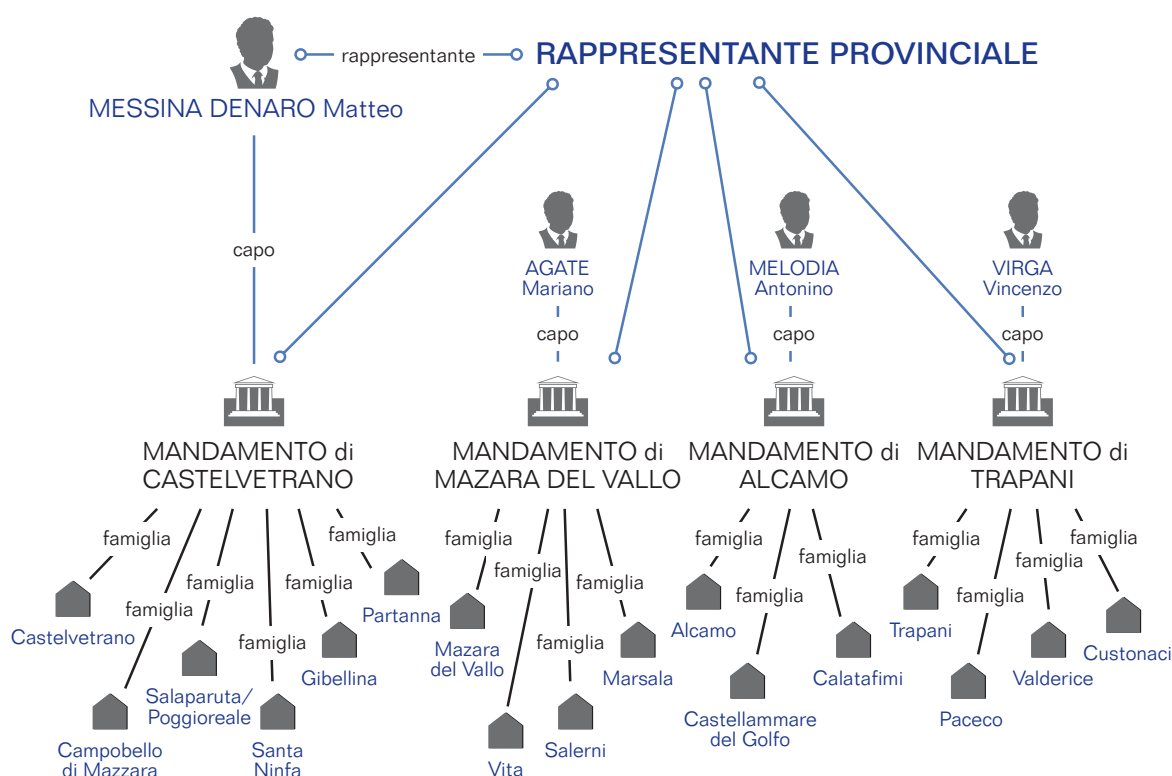 rappresentante
RAPPRESENTANTE PROVINCIALE
MESSINA DENARO Matteo
capo
AGATE
Mariano
capo
MELODIA
Antonino
capo
VIRGA
Vincenzo
capo
MANDAMENTO di
CASTELVETRANO
MANDAMENTO di
MAZARA DEL VALLO
MANDAMENTO di
ALCAMO
MANDAMENTO di
TRAPANI
famiglia
Castelvetrano
famiglia
Campobello
di Mazzara
famiglia
Salaparuta/
Poggioreale
famiglia
Santa
Ninfa
famiglia
Gibellina
famiglia
Partanna
famiglia
Mazara
del Vallo
famiglia
Vita
famiglia
Salerni
famiglia
Marsala
famiglia
Alcamo
famiglia
Castellammare
del Golfo
famiglia
Calatafimi
famiglia
Trapani
famiglia
Paceco
famiglia
Valderice
famiglia
Custonaci